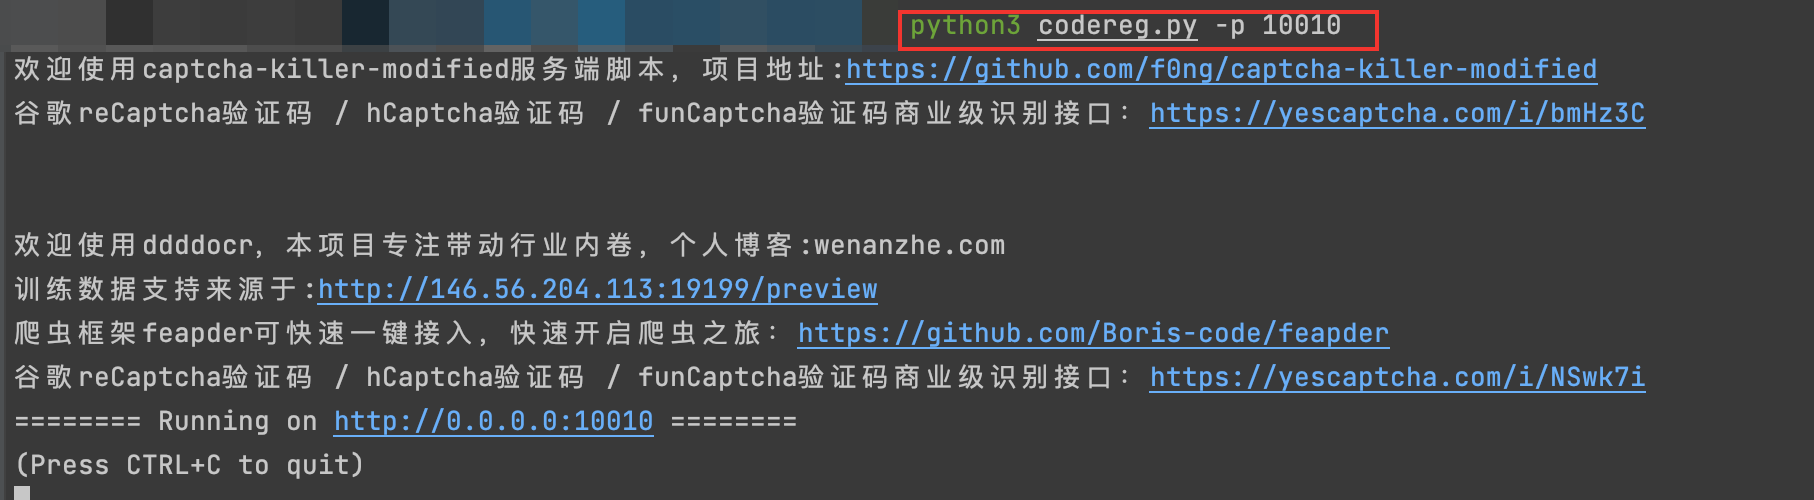 python3 codereg.py -p 10010
欢迎使用captcha-killer-modified服务端脚本，项目地址:https://github.com/f0ng/captcha-killer-modified
谷歌reCaptcha验证码 / hCaptcha验证码 / funCaptcha验证码商业级识别接口：https://yescaptcha.com/i/bmHz3C
欢迎使用ddddocr，本项目专注带动行业内卷，个人博客:wenanzhe.com
训练数据支持来源于:http://146.56.204.113:19199/preview
爬虫框架feapder可快速一键接入，快速开启爬虫之旅：https://github.com/Boris-code/feapder
谷歌reCaptcha验证码 / hCaptcha验证码 / funCaptcha验证码商业级识别接口：https://yescaptcha.com/i/NSwk7i
======== Running on http://0.0.0.0:10010 ========
(Press CTRL+C to quit)